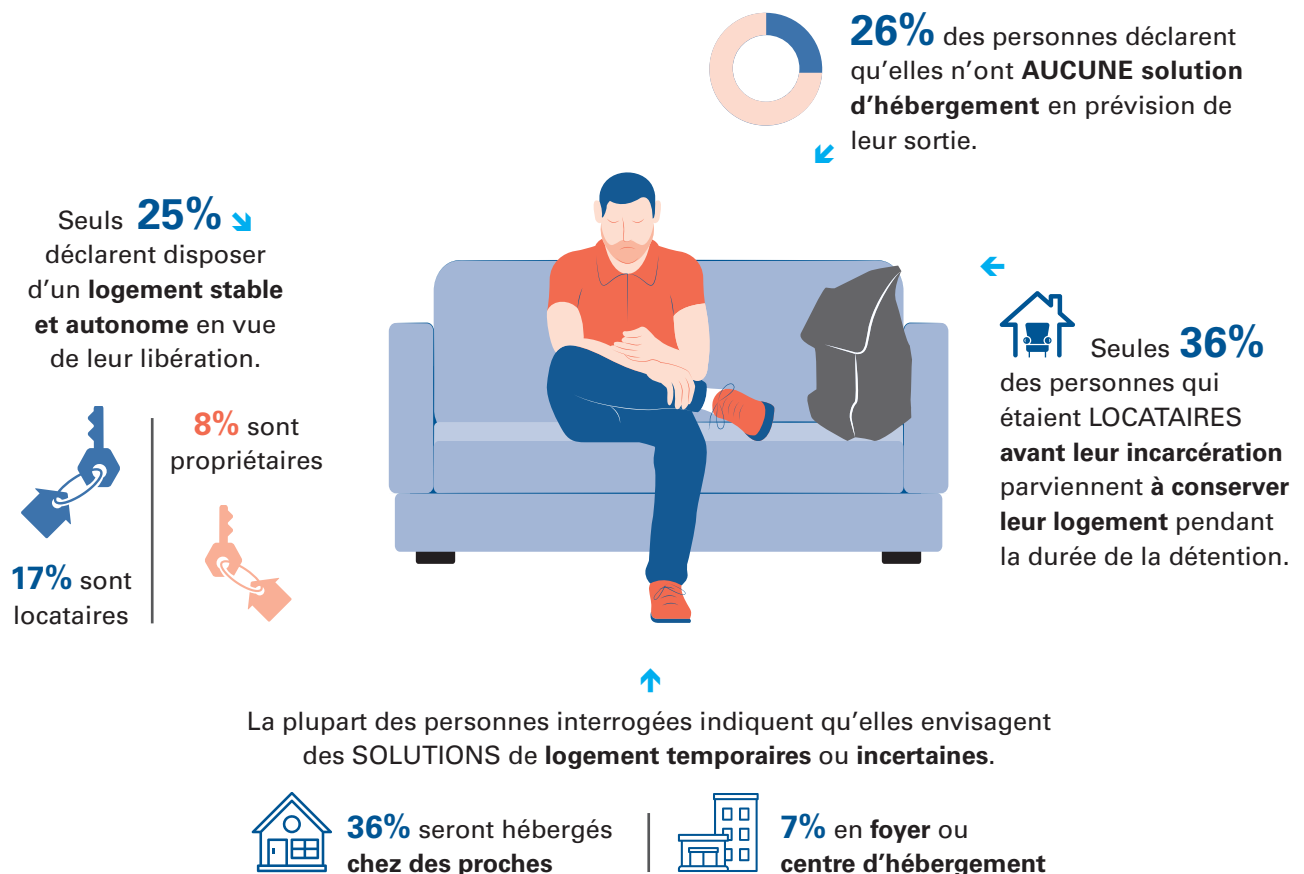 26% des personnes déclarent
qu’elles n’ont AUCUNE solution
d’hébergement en prévision de
leur sortie.
Seuls 25%
déclarent disposer
d’un logement stable
et autonome en vue
de leur libération.
8% sont
propriétaires
17% sont
locataires
Seules 36%
des personnes qui
étaient LOCATAIRES
avant leur incarcération
parviennent à conserver
leur logement pendant
la durée de la détention.
La plupart des personnes interrogées indiquent qu’elles envisagent
des SOLUTIONS de logement temporaires ou incertaines.
36% seront hébergés
chez des proches
7% en foyer ou
centre d’hébergement